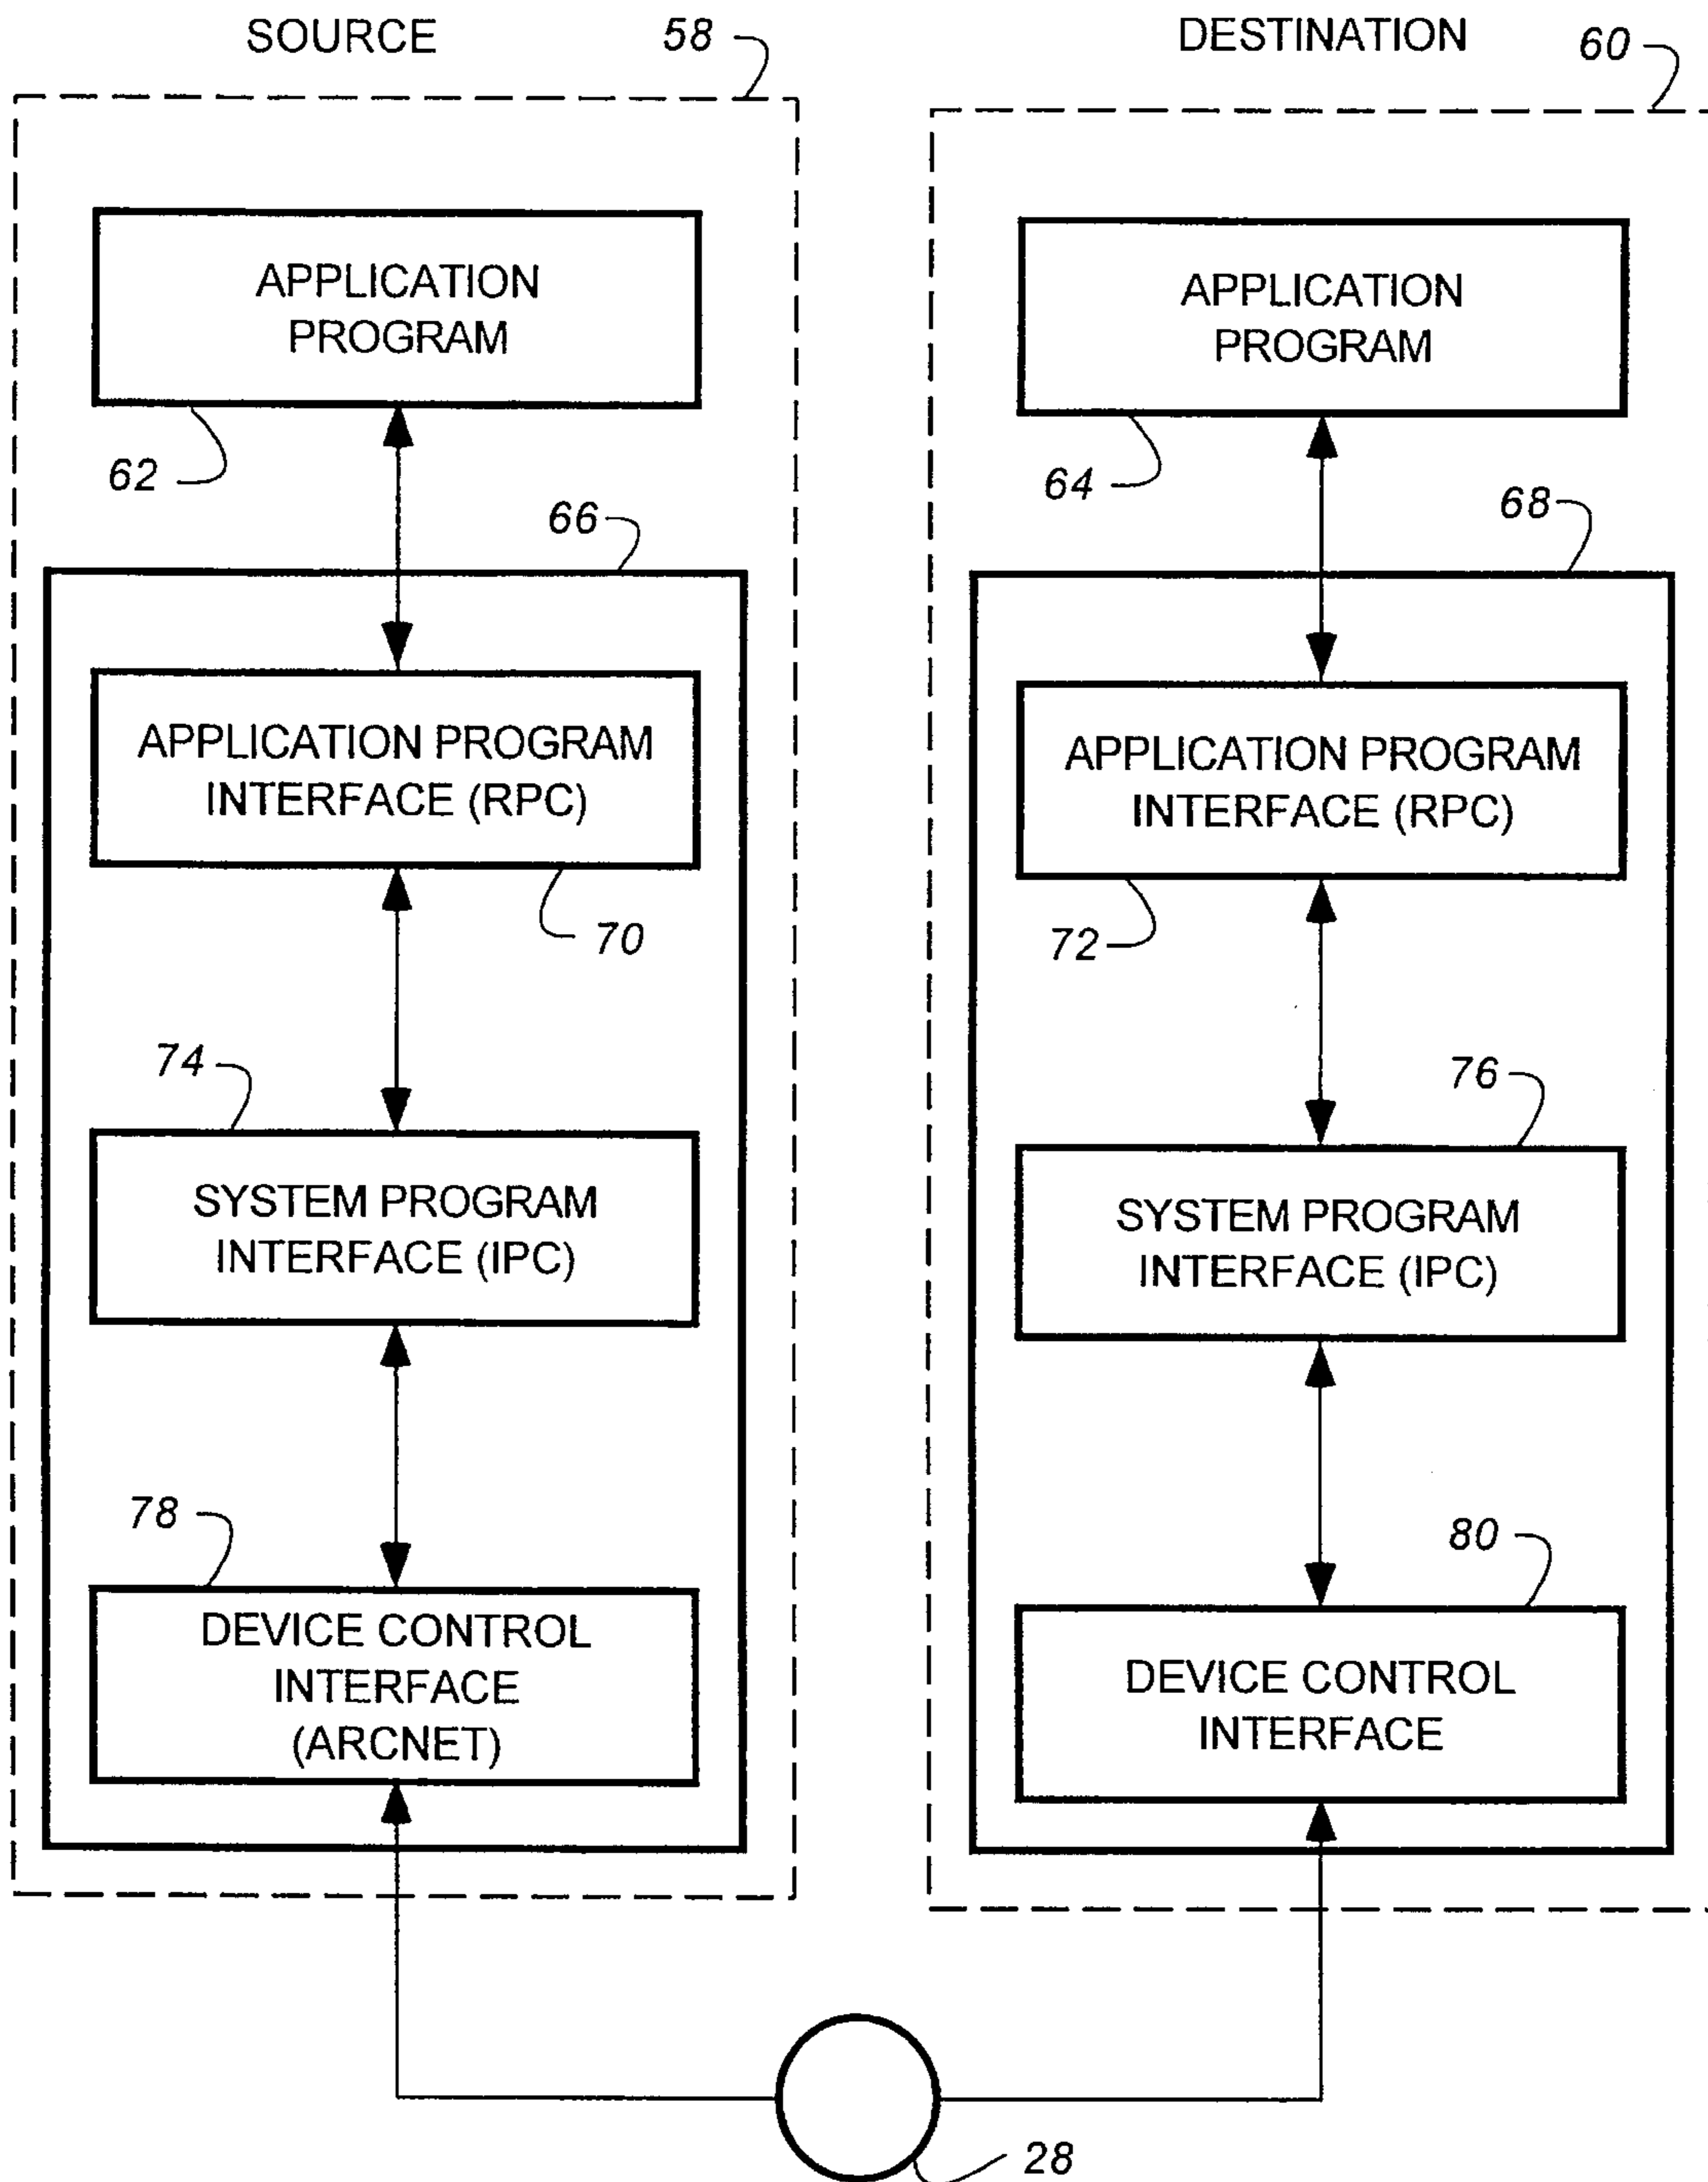 SOURCE
58
APPLICATION
PROGRAM
62
66
APPLICATION PROGRAM
INTERFACE (RPC)
70
74
SYSTEM PROGRAM
INTERFACE (IPC)
78
DEVICE CONTROL
INTERFACE
(ARCNET)
DESTINATION
60
APPLICATION
PROGRAM
64
68
APPLICATION PROGRAM
INTERFACE (RPC)
72
76
SYSTEM PROGRAM
INTERFACE (IPC)
80
DEVICE CONTROL
INTERFACE
28